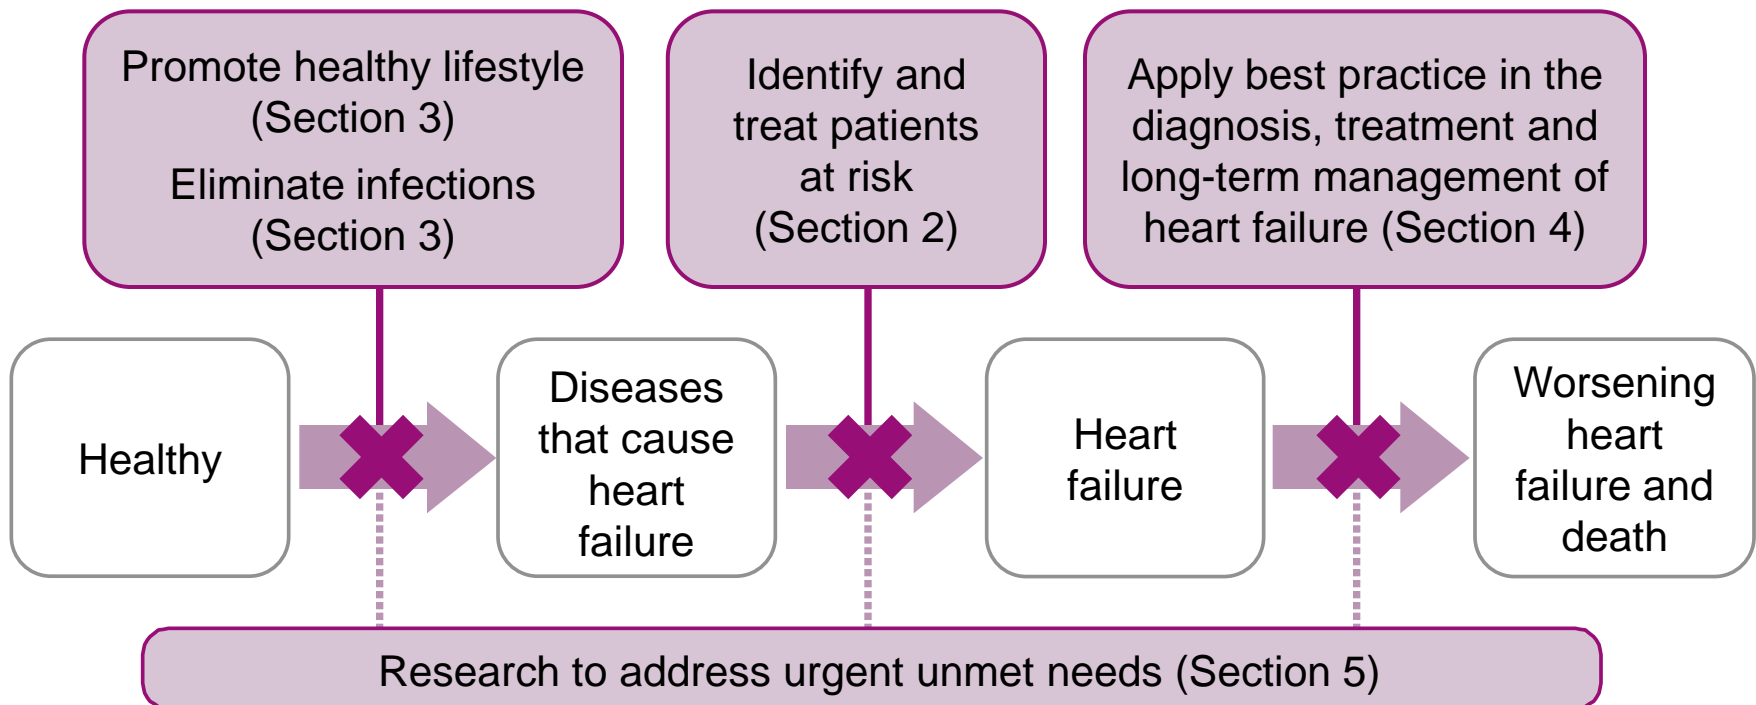 Promote healthy lifestyle
(Section 3)
Eliminate infections
(Section 3)
Identify and
treat patients
at risk
(Section 2)
Apply best practice in the
diagnosis, treatment and
long-term management of
heart failure (Section 4)
Healthy
Diseases
that cause
heart
failure
Heart
failure
Worsening
heart
failure and
death
Research to address urgent unmet needs (Section 5)